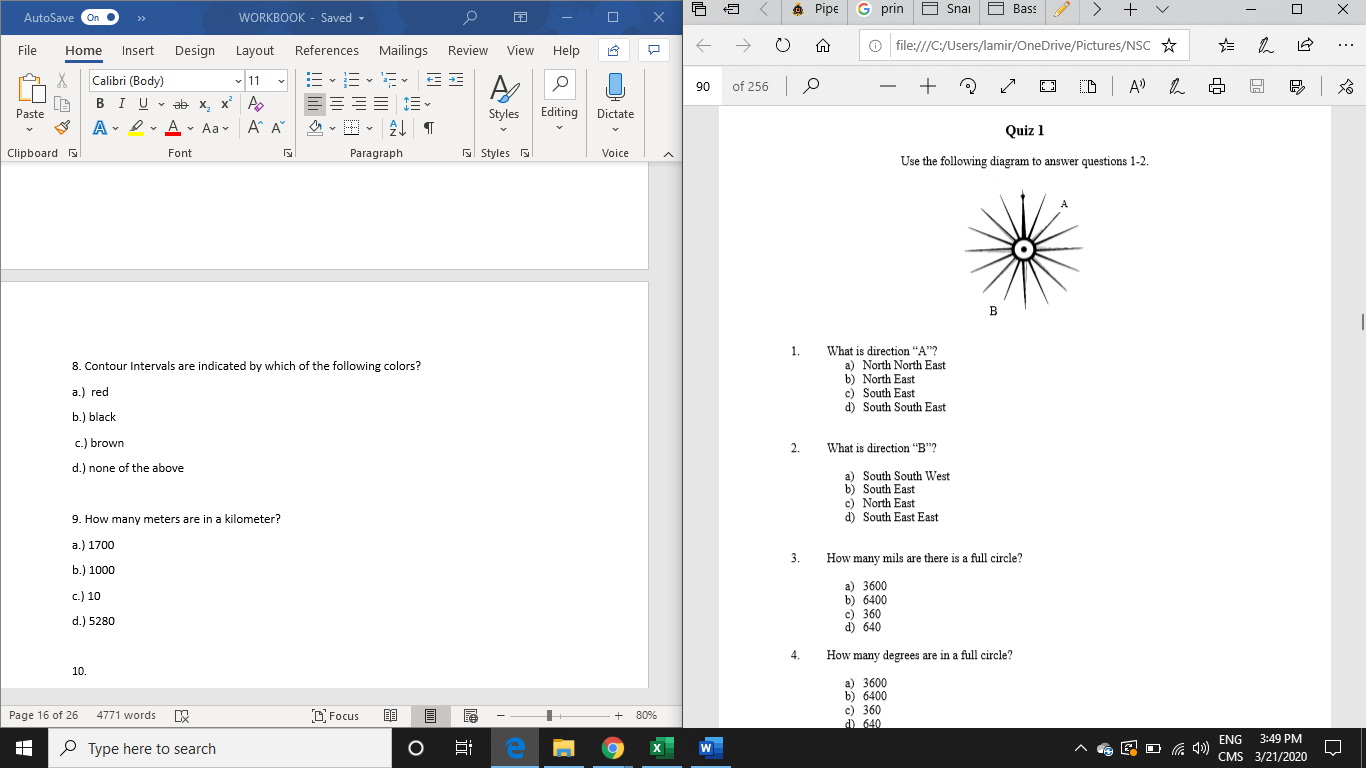 AutoSave On
WORKBOOK - Saved
File Home Insert Design Layout References Mailings Review View Help
Calibri (Body) 11
Paste
B I U ab x₂ x²
A A Aa A A
Styles
Editing
Dictate
Clipboard Font Paragraph Styles Voice
8. Contour Intervals are indicated by which of the following colors?
a.) red
b.) black
c.) brown
d.) none of the above
9. How many meters are in a kilometer?
a.) 1700
b.) 1000
c.) 10
d.) 5280
10.
Page 16 of 26 4771 words Focus 80%
Pipe prin Snai Bass
file:///C:/Users/lamir/OneDrive/Pictures/NSC
90 of 256
Quiz 1
Use the following diagram to answer questions 1-2.
A
B
1. What is direction “A”?
a) North North East
b) North East
c) South East
d) South South East
2. What is direction “B”?
a) South South West
b) South East
c) North East
d) South East East
3. How many mils are there is a full circle?
a) 3600
b) 6400
c) 360
d) 640
4. How many degrees are in a full circle?
a) 3600
b) 6400
c) 360
d) 640
Type here to search
ENG 3:49 PM
CMS 3/21/2020